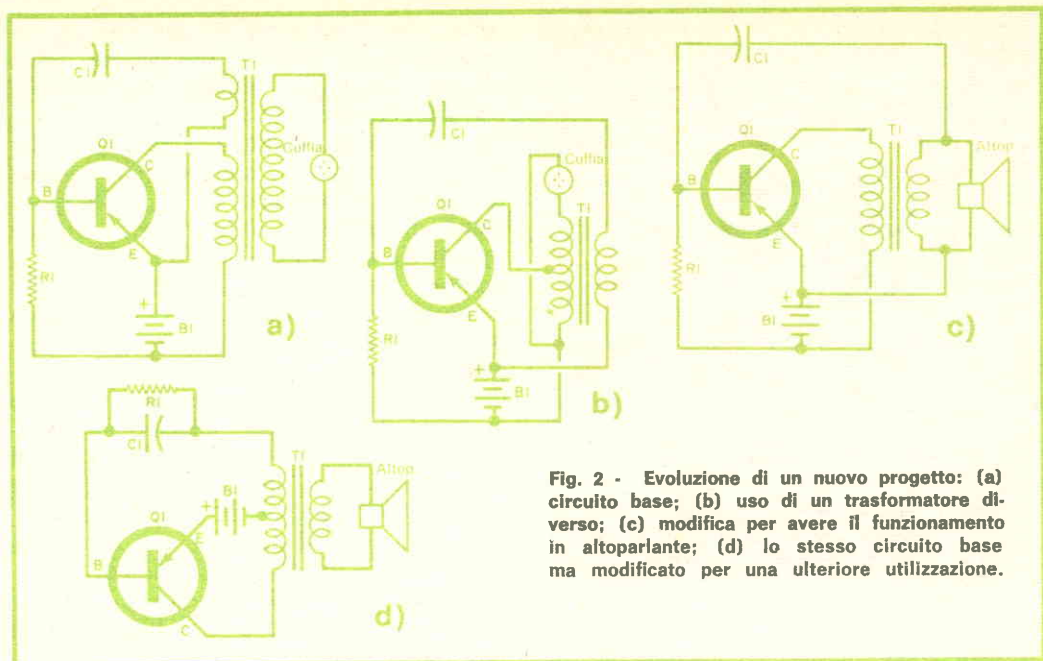 C1
T1
Q1
C
B
E
R1
+
B1
Cuffia
a)
C1
Cuffia
Q1
C
T1
B
E
R1
+
B1
b)
C1
Q1
C
T1
Altop
B
E
R1
+
B1
c)
R1
C1
B1
+
T1
Altop
Q1
E
B
C
d)
Fig. 2 - Evoluzione di un nuovo progetto: (a)
circuito base; (b) uso di un trasformatore di-
verso; (c) modifica per avere il funzionamento
in altoparlante; (d) lo stesso circuito base
ma modificato per una ulteriore utilizzazione.